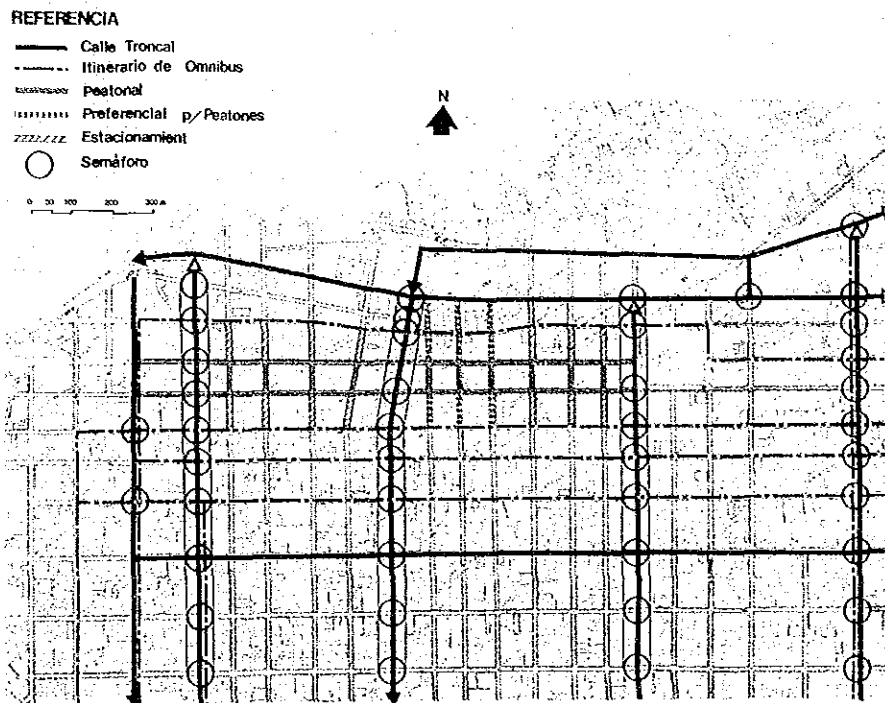 REFERENCIA
Calle Troncal
Itinerario de Omnibus
Peatonal
Preferencial p/Peatones
Estacionamient
Semáforo
0 50 100 200 300 m
N